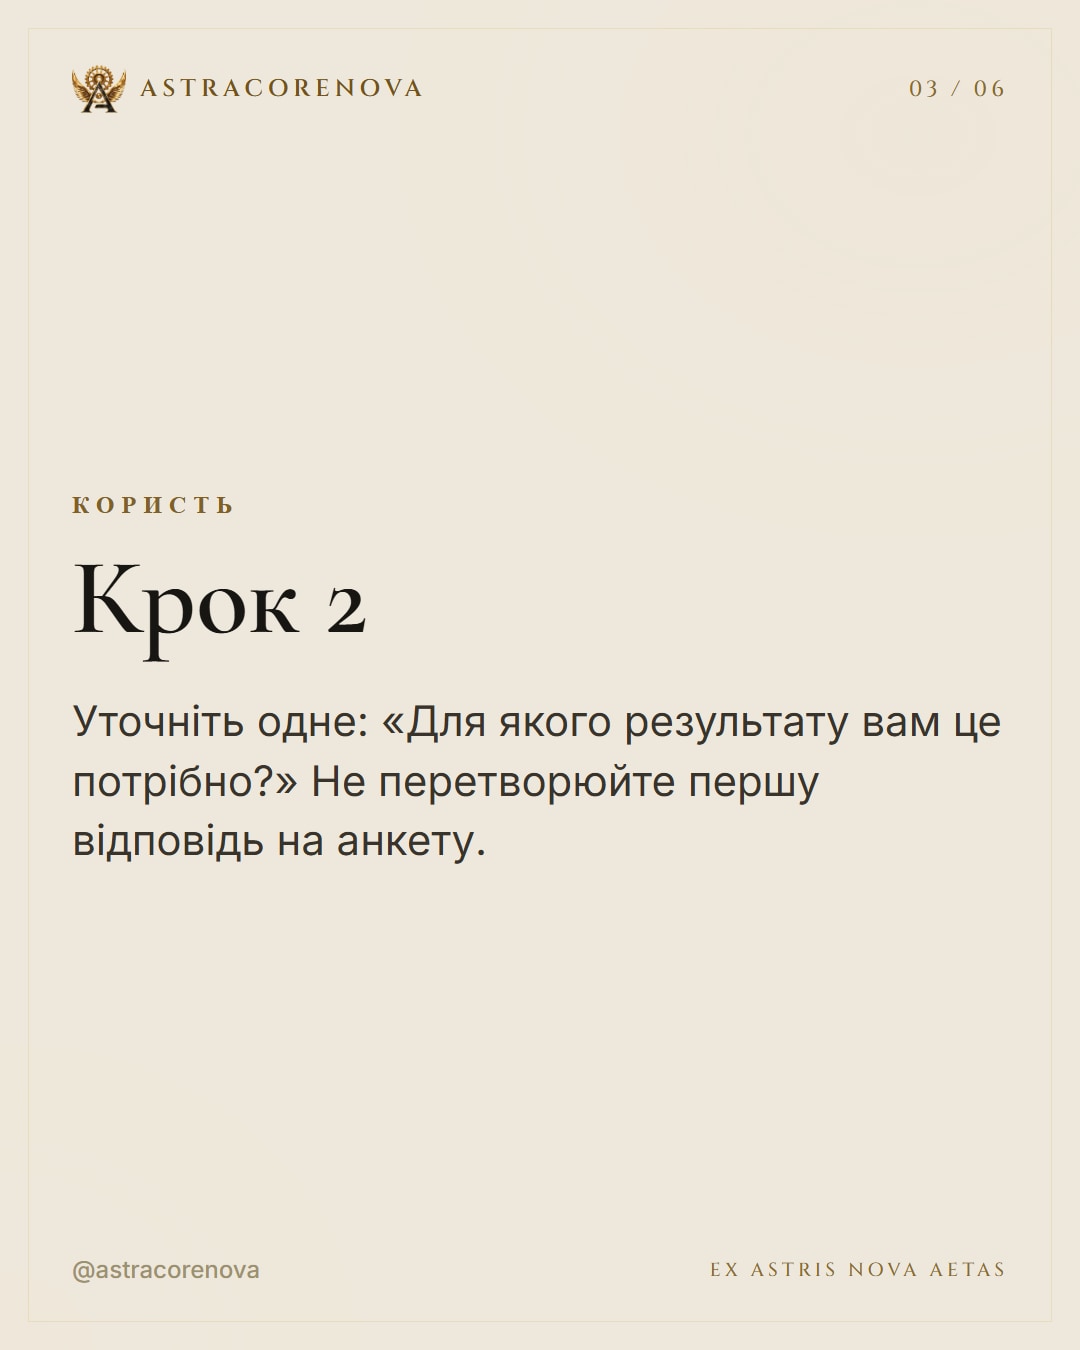 ASTRACORENOVA
03 / 06
КОРИСТЬ
Крок 2
Уточніть одне: «Для якого результату вам це
потрібно?» Не перетворюйте першу
відповідь на анкету.
@astracorenova
EX ASTRIS NOVA AETAS